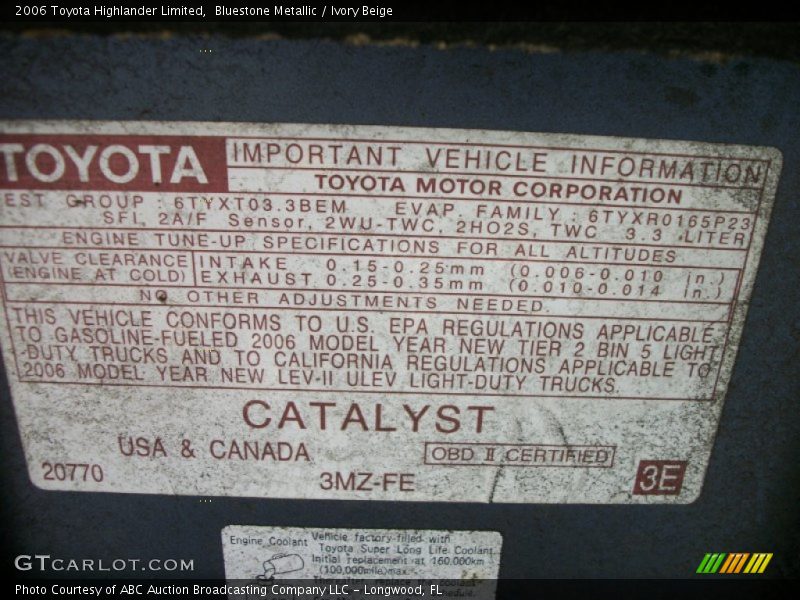 2006 Toyota Highlander Limited, Bluestone Metallic / Ivory Beige
TOYOTA IMPORTANT VEHICLE INFORMATION
TOYOTA MOTOR CORPORATION
EST GROUP : 6TYXT03.3BEM EVAP. FAMILY : 6TYXR0165P23
SFI, 2A/F Sensor, 2WU-TWC, 2HO2S, TWC 3.3 LITER
ENGINE TUNE-UP SPECIFICATIONS FOR ALL ALTITUDES
VALVE CLEARANCE INTAKE 0.15-0.25mm (0.006-0.010 in.)
(ENGINE AT COLD) EXHAUST 0.25-0.35mm (0.010-0.014 in.)
NO OTHER ADJUSTMENTS NEEDED.
THIS VEHICLE CONFORMS TO U.S. EPA REGULATIONS APPLICABLE
TO GASOLINE-FUELED 2006 MODEL YEAR NEW TIER 2 BIN 5 LIGHT
-DUTY TRUCKS AND TO CALIFORNIA REGULATIONS APPLICABLE TO
2006 MODEL YEAR NEW LEV-II ULEV LIGHT-DUTY TRUCKS.
CATALYST
USA & CANADA OBD II CERTIFIED
20770 3MZ-FE 3E
Engine Coolant Vehicle factory-filled with
Toyota Super Long Life Coolant.
Initial replacement at 160,000km
(100,000mile)max.
GTCARLOT.COM
Photo Courtesy of ABC Auction Broadcasting Company LLC - Longwood, FL